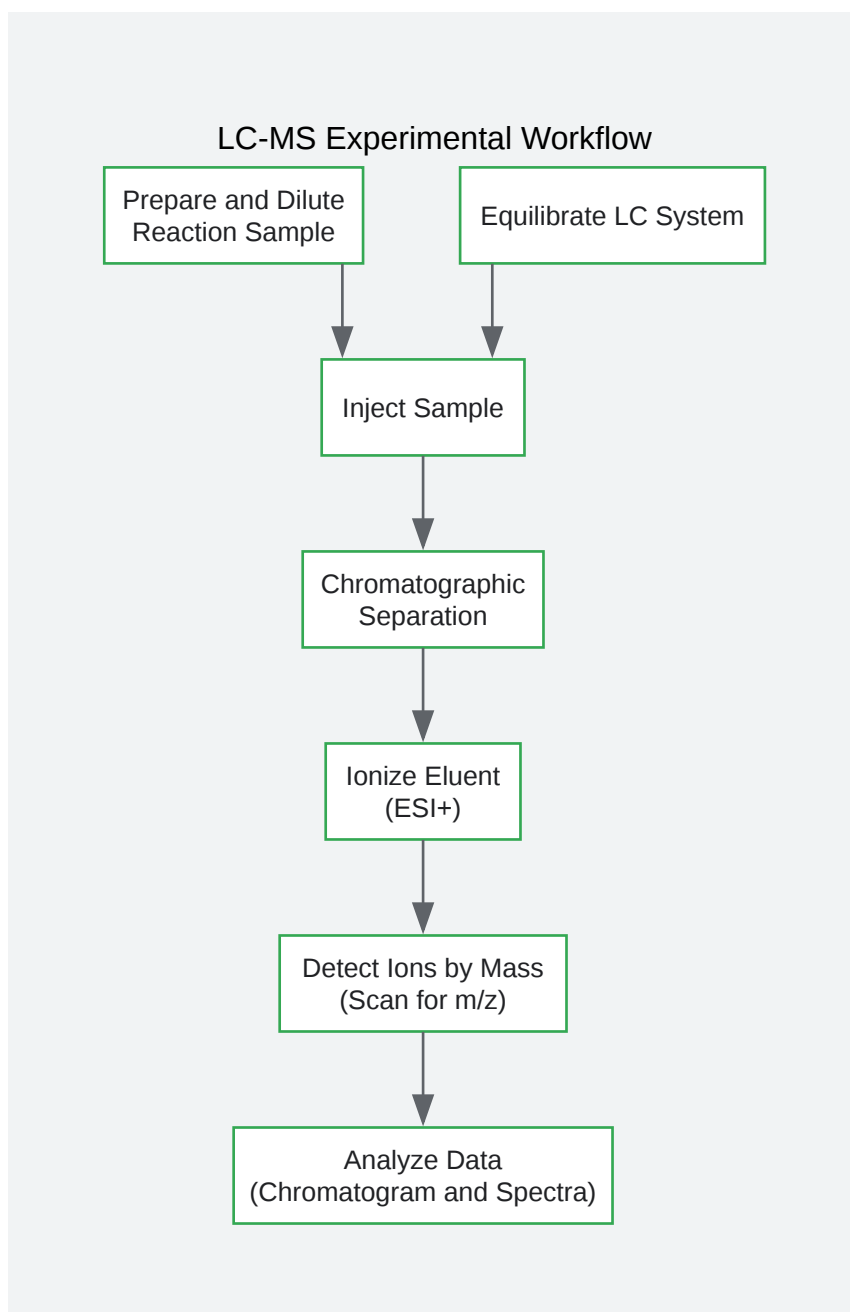 LC-MS Experimental Workflow
Prepare and Dilute
Reaction Sample
Equilibrate LC System
Inject Sample
Chromatographic
Separation
Ionize Eluent
(ESI+)
Detect Ions by Mass
(Scan for m/z)
Analyze Data
(Chromatogram and Spectra)